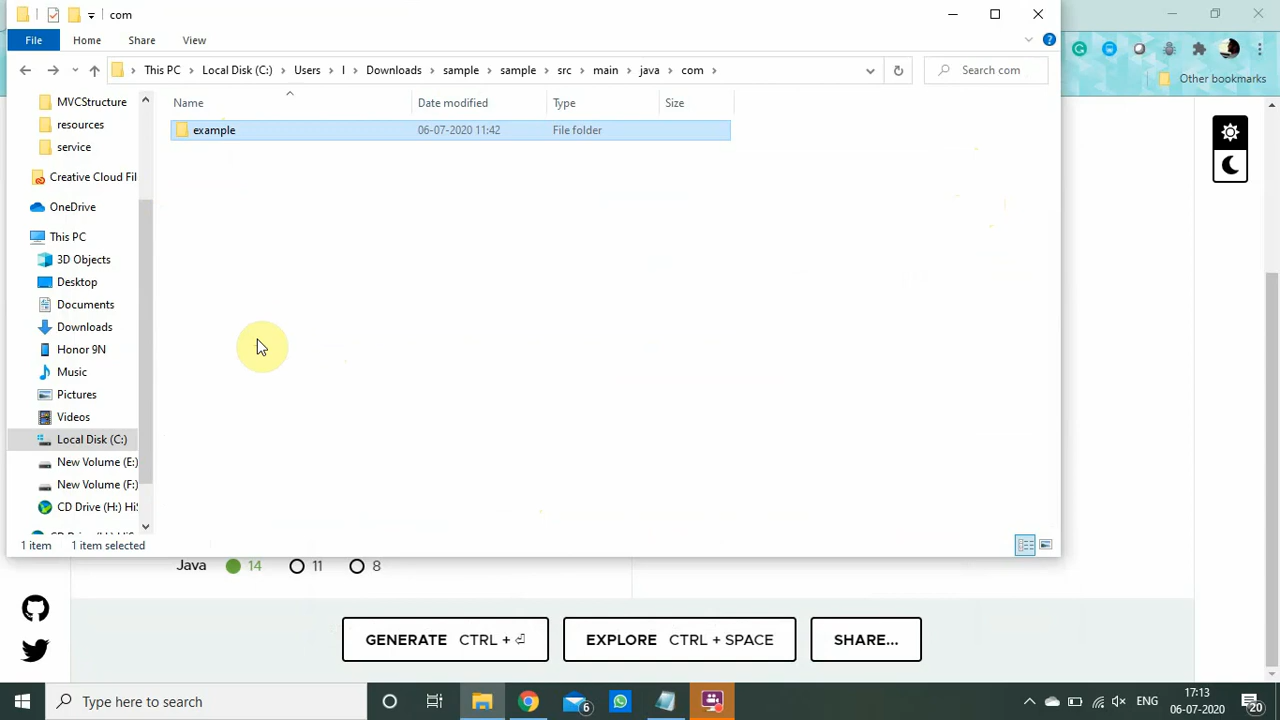 com
File Home Share View
This PC Local Disk (C:) Users l Downloads sample sample src main java com
Search com
Other bookmarks
Name Date modified Type Size
example 06-07-2020 11:42 File folder
MVCStructure
resources
service
Creative Cloud Fil
OneDrive
This PC
3D Objects
Desktop
Documents
Downloads
Honor 9N
Music
Pictures
Videos
Local Disk (C:)
New Volume (E:)
New Volume (F:)
CD Drive (H:) HiS
1 item 1 item selected
Java 14 11 8
GENERATE CTRL + ⏎
EXPLORE CTRL + SPACE
SHARE...
Type here to search
6
ENG
17:13
06-07-2020
20